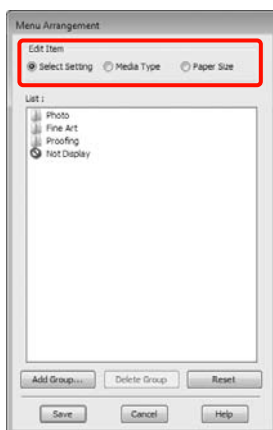 Menu Arrangement
Edit Item
Select Setting Media Type Paper Size
List :
Photo
Fine Art
Proofing
Not Display
Add Group... Delete Group Reset
Save Cancel Help